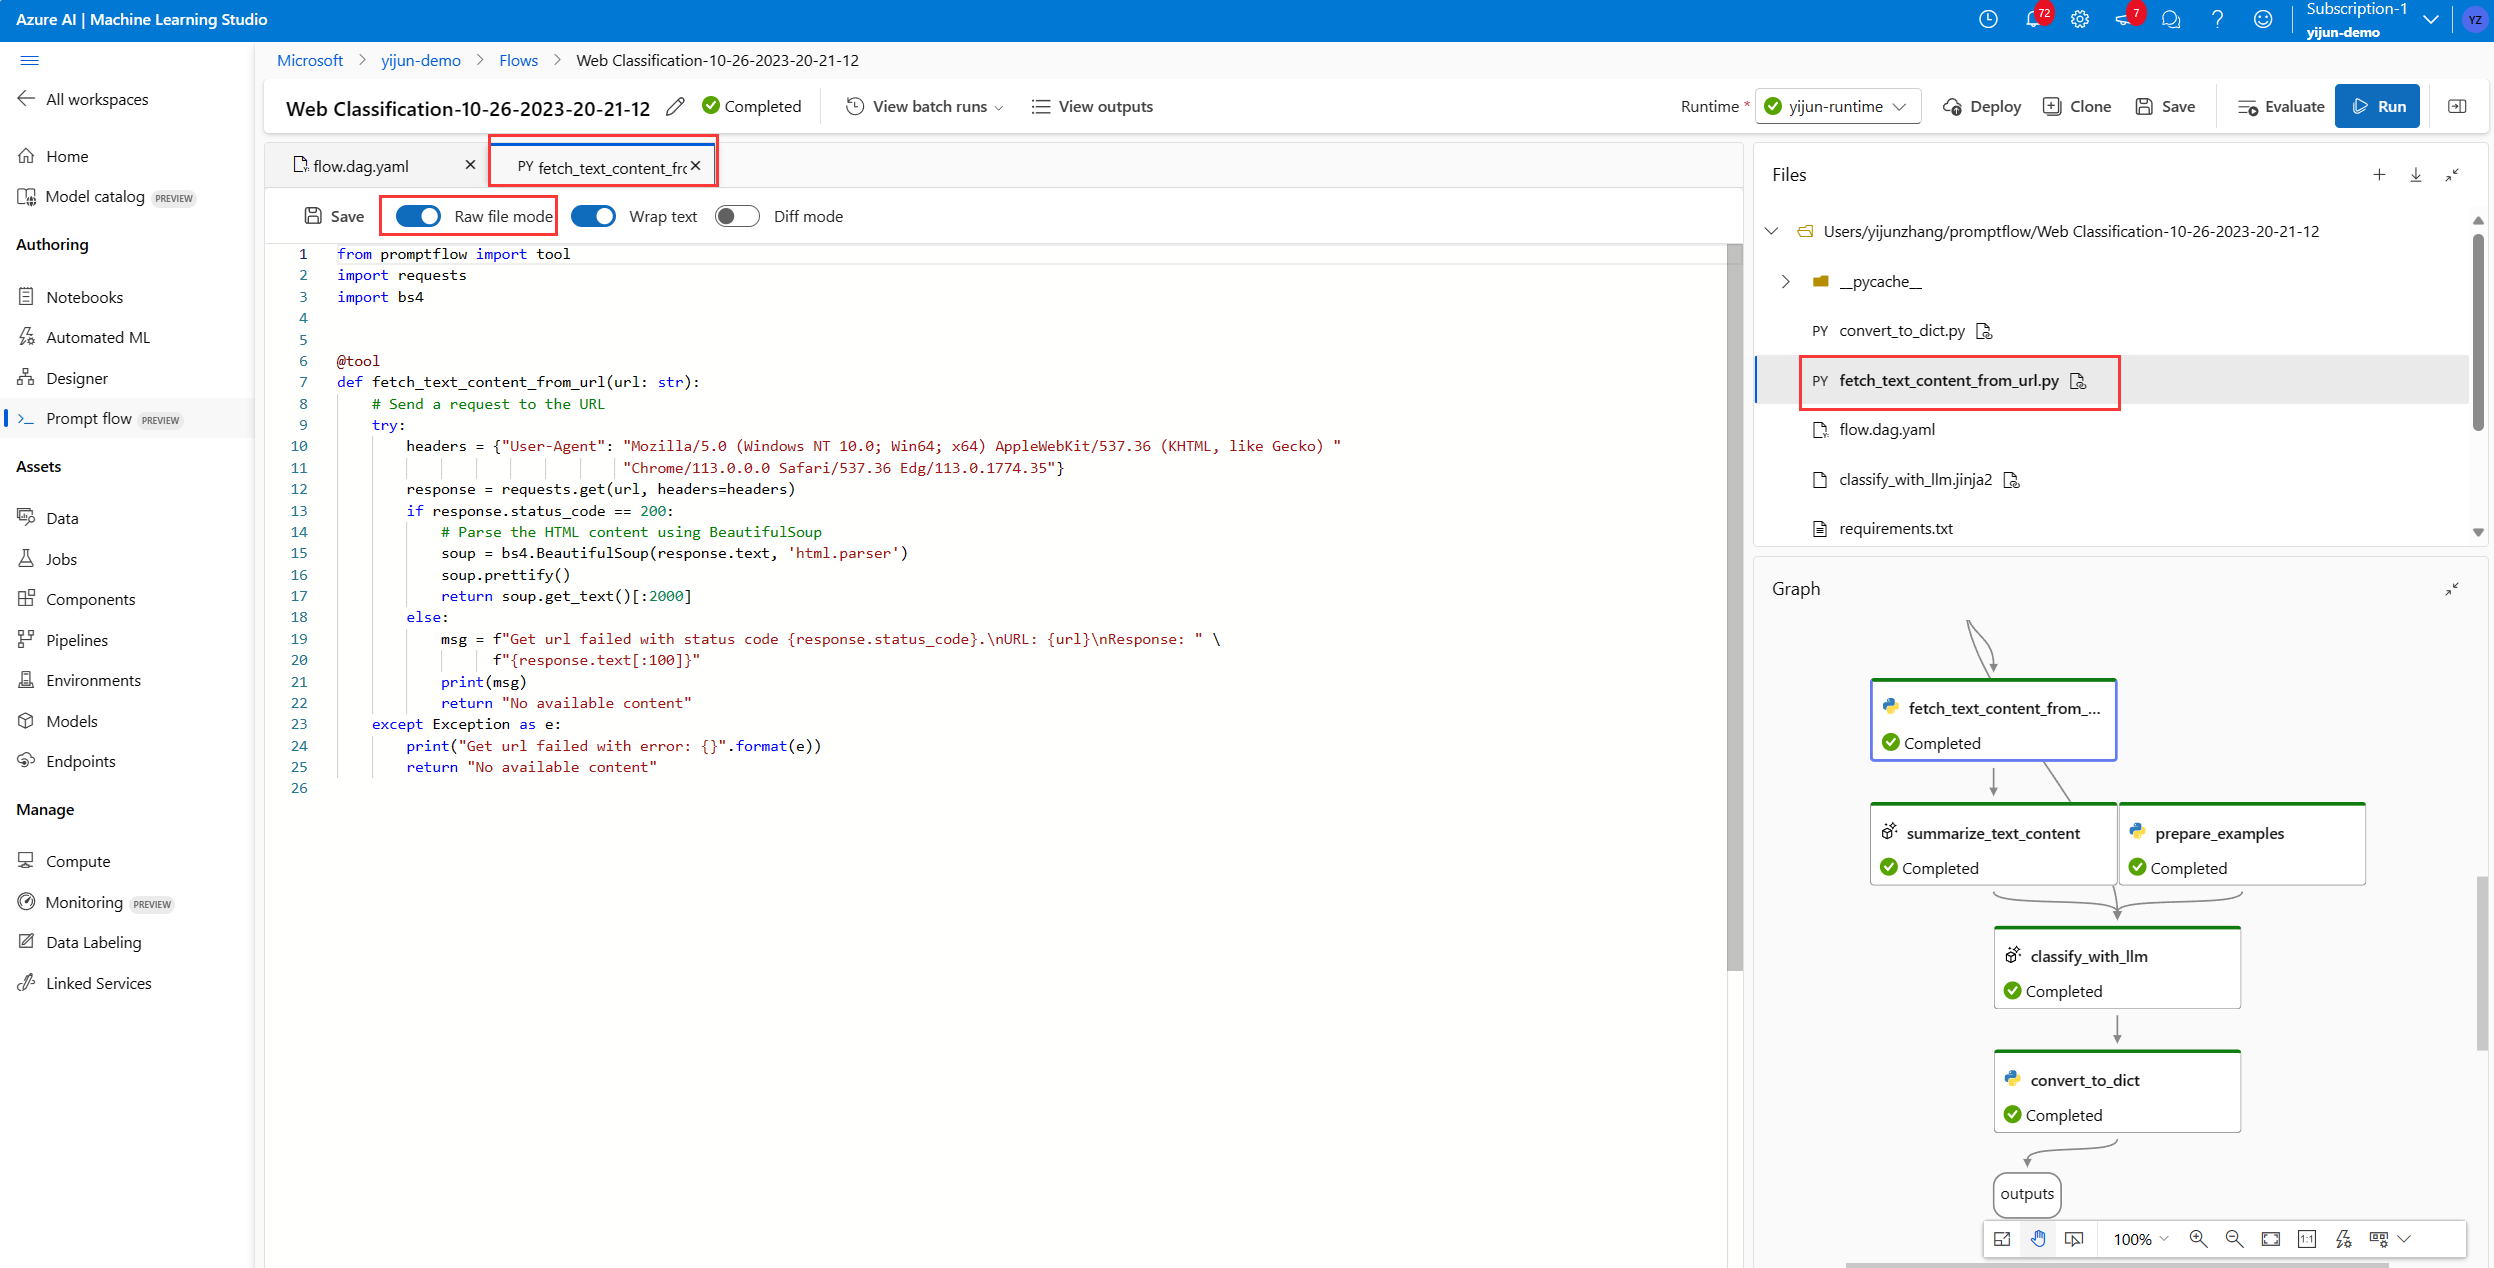 Azure AI | Machine Learning Studio
72
7
Subscription-1
yijun-demo
YZ
All workspaces
Home
Model catalog PREVIEW
Authoring
Notebooks
Automated ML
Designer
Prompt flow PREVIEW
Assets
Data
Jobs
Components
Pipelines
Environments
Models
Endpoints
Manage
Compute
Monitoring PREVIEW
Data Labeling
Linked Services
Microsoft > yijun-demo > Flows > Web Classification-10-26-2023-20-21-12
Web Classification-10-26-2023-20-21-12 Completed View batch runs View outputs
Runtime * yijun-runtime Deploy Clone Save Evaluate Run
flow.dag.yaml
PY fetch_text_content_frc
Save Raw file mode Wrap text Diff mode
1 from promptflow import tool
2 import requests
3 import bs4
4
5
6 @tool
7 def fetch_text_content_from_url(url: str):
8 # Send a request to the URL
9 try:
10 headers = {"User-Agent": "Mozilla/5.0 (Windows NT 10.0; Win64; x64) AppleWebKit/537.36 (KHTML, like Gecko) "
11 "Chrome/113.0.0.0 Safari/537.36 Edg/113.0.1774.35"}
12 response = requests.get(url, headers=headers)
13 if response.status_code == 200:
14 # Parse the HTML content using BeautifulSoup
15 soup = bs4.BeautifulSoup(response.text, 'html.parser')
16 soup.prettify()
17 return soup.get_text()[:2000]
18 else:
19 msg = f"Get url failed with status code {response.status_code}.\nURL: {url}\nResponse: " \
20 f"{response.text[:100]}"
21 print(msg)
22 return "No available content"
23 except Exception as e:
24 print("Get url failed with error: {}".format(e))
25 return "No available content"
26
Files
Users/yijunzhang/promptflow/Web Classification-10-26-2023-20-21-12
__pycache__
PY convert_to_dict.py
PY fetch_text_content_from_url.py
flow.dag.yaml
classify_with_llm.jinja2
requirements.txt
Graph
fetch_text_content_from_...
Completed
summarize_text_content
Completed
prepare_examples
Completed
classify_with_llm
Completed
convert_to_dict
Completed
outputs
100%
1:1